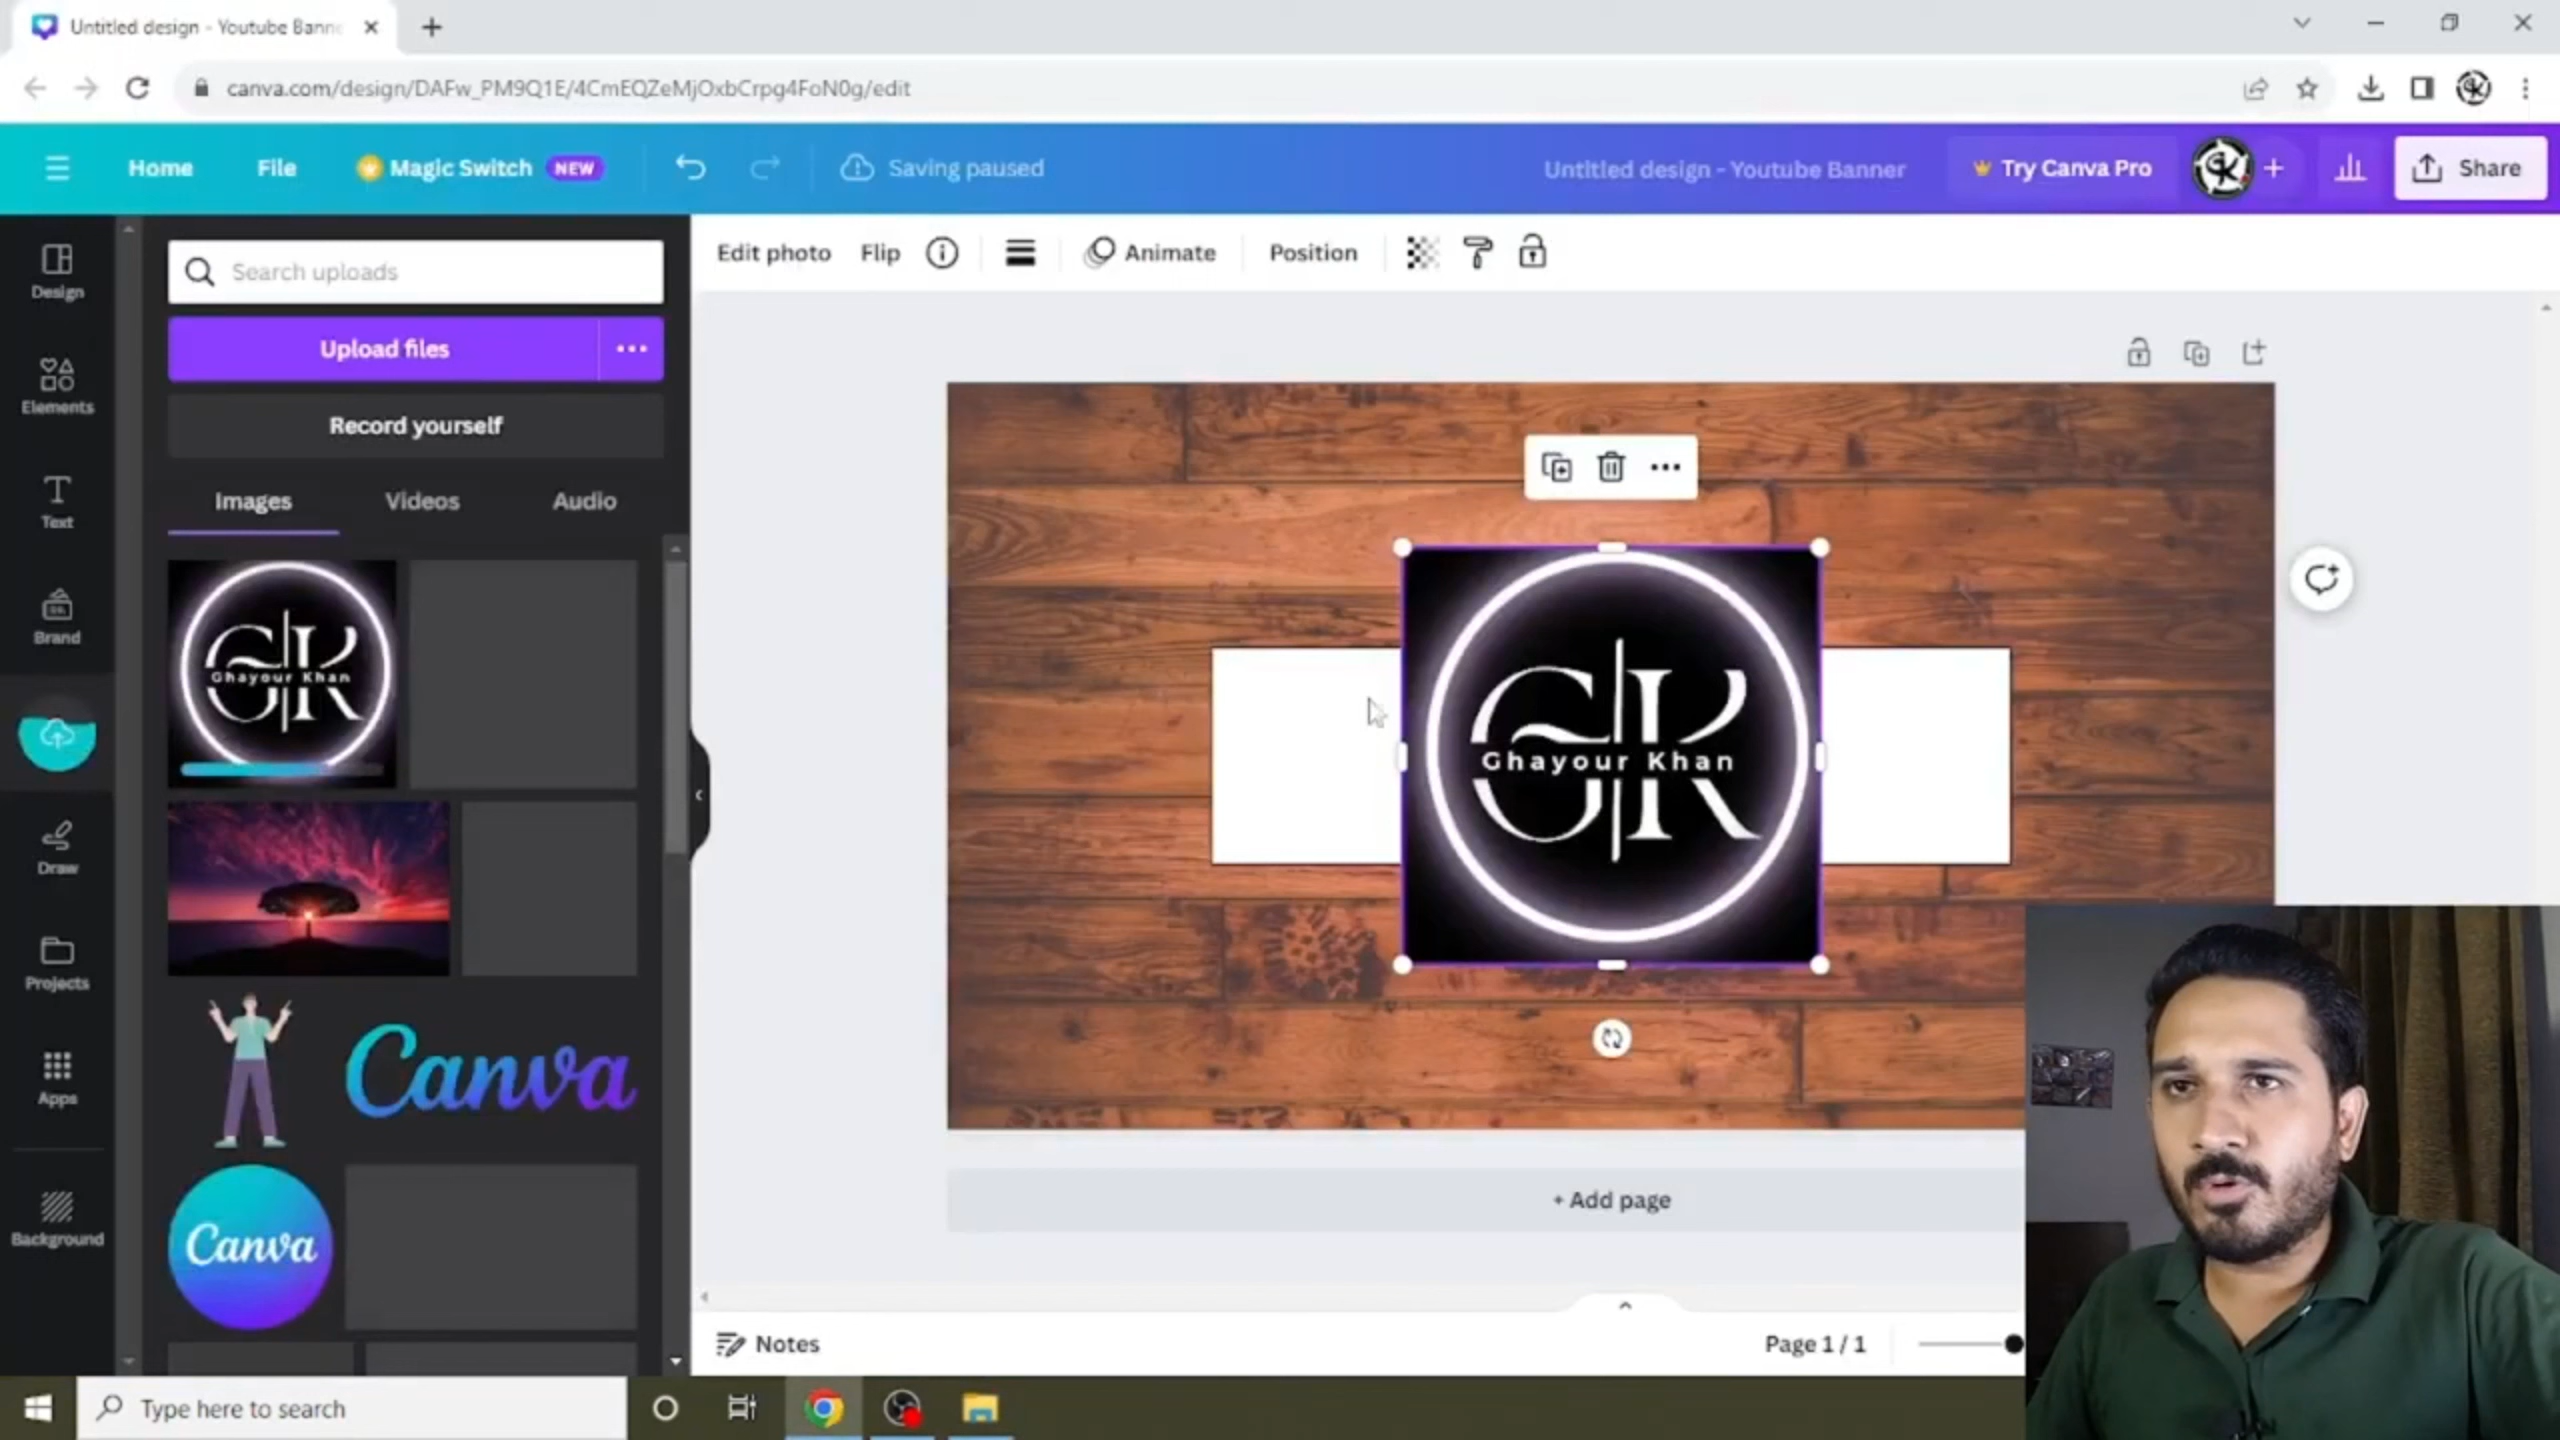 Untitled design - Youtube Banne
canva.com/design/DAFw_PM9Q1E/4CmEQZeMjOxbCrpg4FoN0g/edit
Home
File
Magic Switch
NEW
Saving paused
Untitled design - Youtube Banner
Try Canva Pro
Share
Search uploads
Upload files
Record yourself
Images
Videos
Audio
Design
Elements
Text
Brand
Draw
Projects
Apps
Background
GK
Ghayour Khan
Canva
Canva
Edit photo
Flip
Animate
Position
GK
Ghayour Khan
+ Add page
Notes
Page 1 / 1
Type here to search